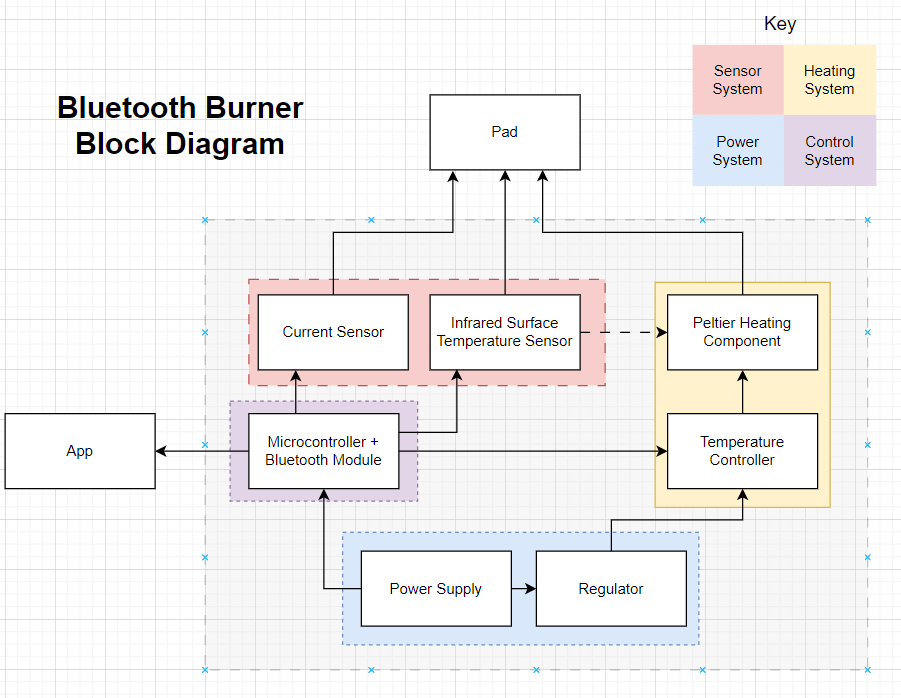 Key
Sensor
System
Heating
System
Power
System
Control
System
Bluetooth Burner
Block Diagram
Pad
Current Sensor
Infrared Surface
Temperature Sensor
Peltier Heating
Component
App
Microcontroller +
Bluetooth Module
Temperature
Controller
Power Supply
Regulator